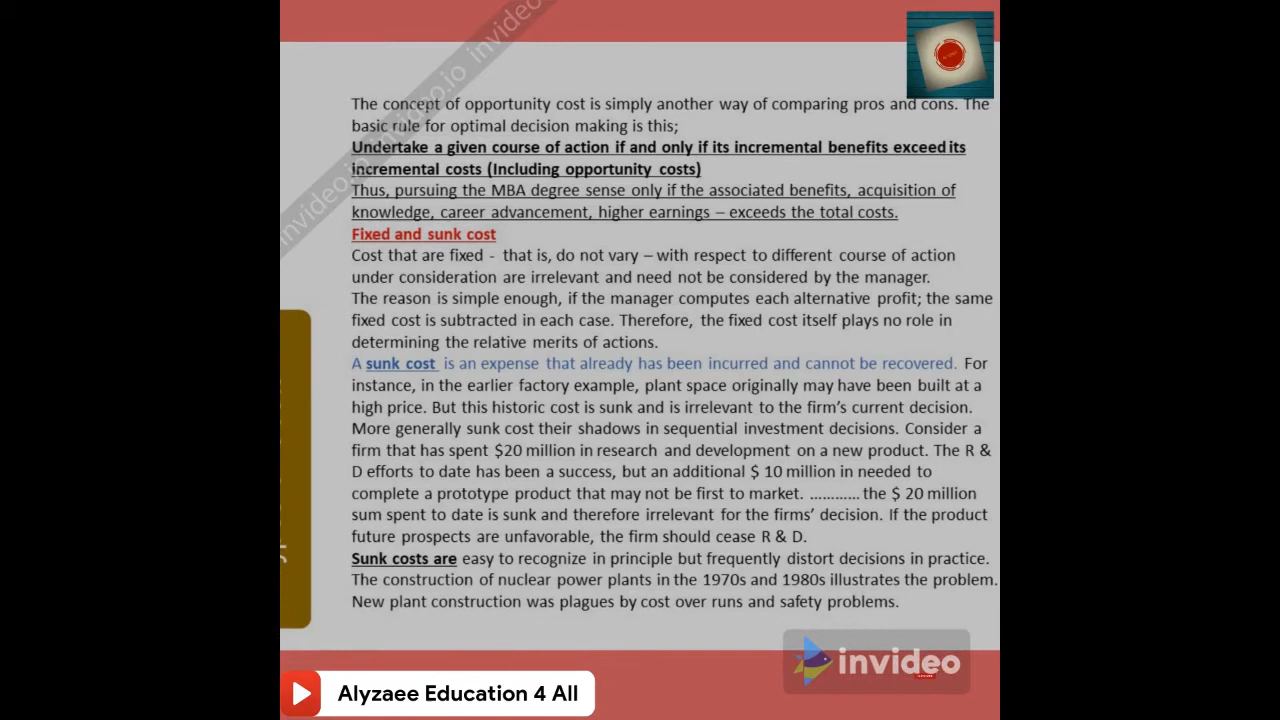 The concept of opportunity cost is simply another way of comparing pros and cons. The
basic rule for optimal decision making is this;
Undertake a given course of action if and only if its incremental benefits exceed its
incremental costs (Including opportunity costs)
Thus, pursuing the MBA degree sense only if the associated benefits, acquisition of
knowledge, career advancement, higher earnings – exceeds the total costs.
Fixed and sunk cost
Cost that are fixed - that is, do not vary – with respect to different course of action
under consideration are irrelevant and need not be considered by the manager.
The reason is simple enough, if the manager computes each alternative profit; the same
fixed cost is subtracted in each case. Therefore, the fixed cost itself plays no role in
determining the relative merits of actions.
A sunk cost is an expense that already has been incurred and cannot be recovered. For
instance, in the earlier factory example, plant space originally may have been built at a
high price. But this historic cost is sunk and is irrelevant to the firm's current decision.
More generally sunk cost their shadows in sequential investment decisions. Consider a
firm that has spent $20 million in research and development on a new product. The R &
D efforts to date has been a success, but an additional $ 10 million in needed to
complete a prototype product that may not be first to market. ………… the $ 20 million
sum spent to date is sunk and therefore irrelevant for the firms' decision. If the product
future prospects are unfavorable, the firm should cease R & D.
Sunk costs are easy to recognize in principle but frequently distort decisions in practice.
The construction of nuclear power plants in the 1970s and 1980s illustrates the problem.
New plant construction was plagues by cost over runs and safety problems.
invideo.io invideo.io invideo
invideo
Alyzaee Education 4 All